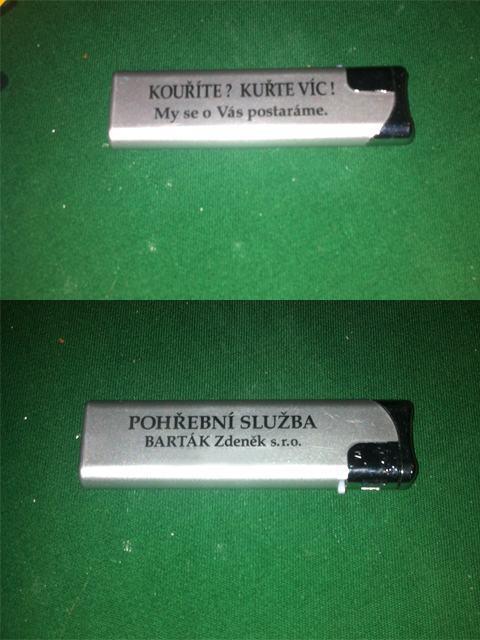 KOUŘÍTE? KUŘTE VÍC!
My se o Vás postaráme.
POHŘEBNÍ SLUŽBA
BARTÁK Zdeněk s.r.o.